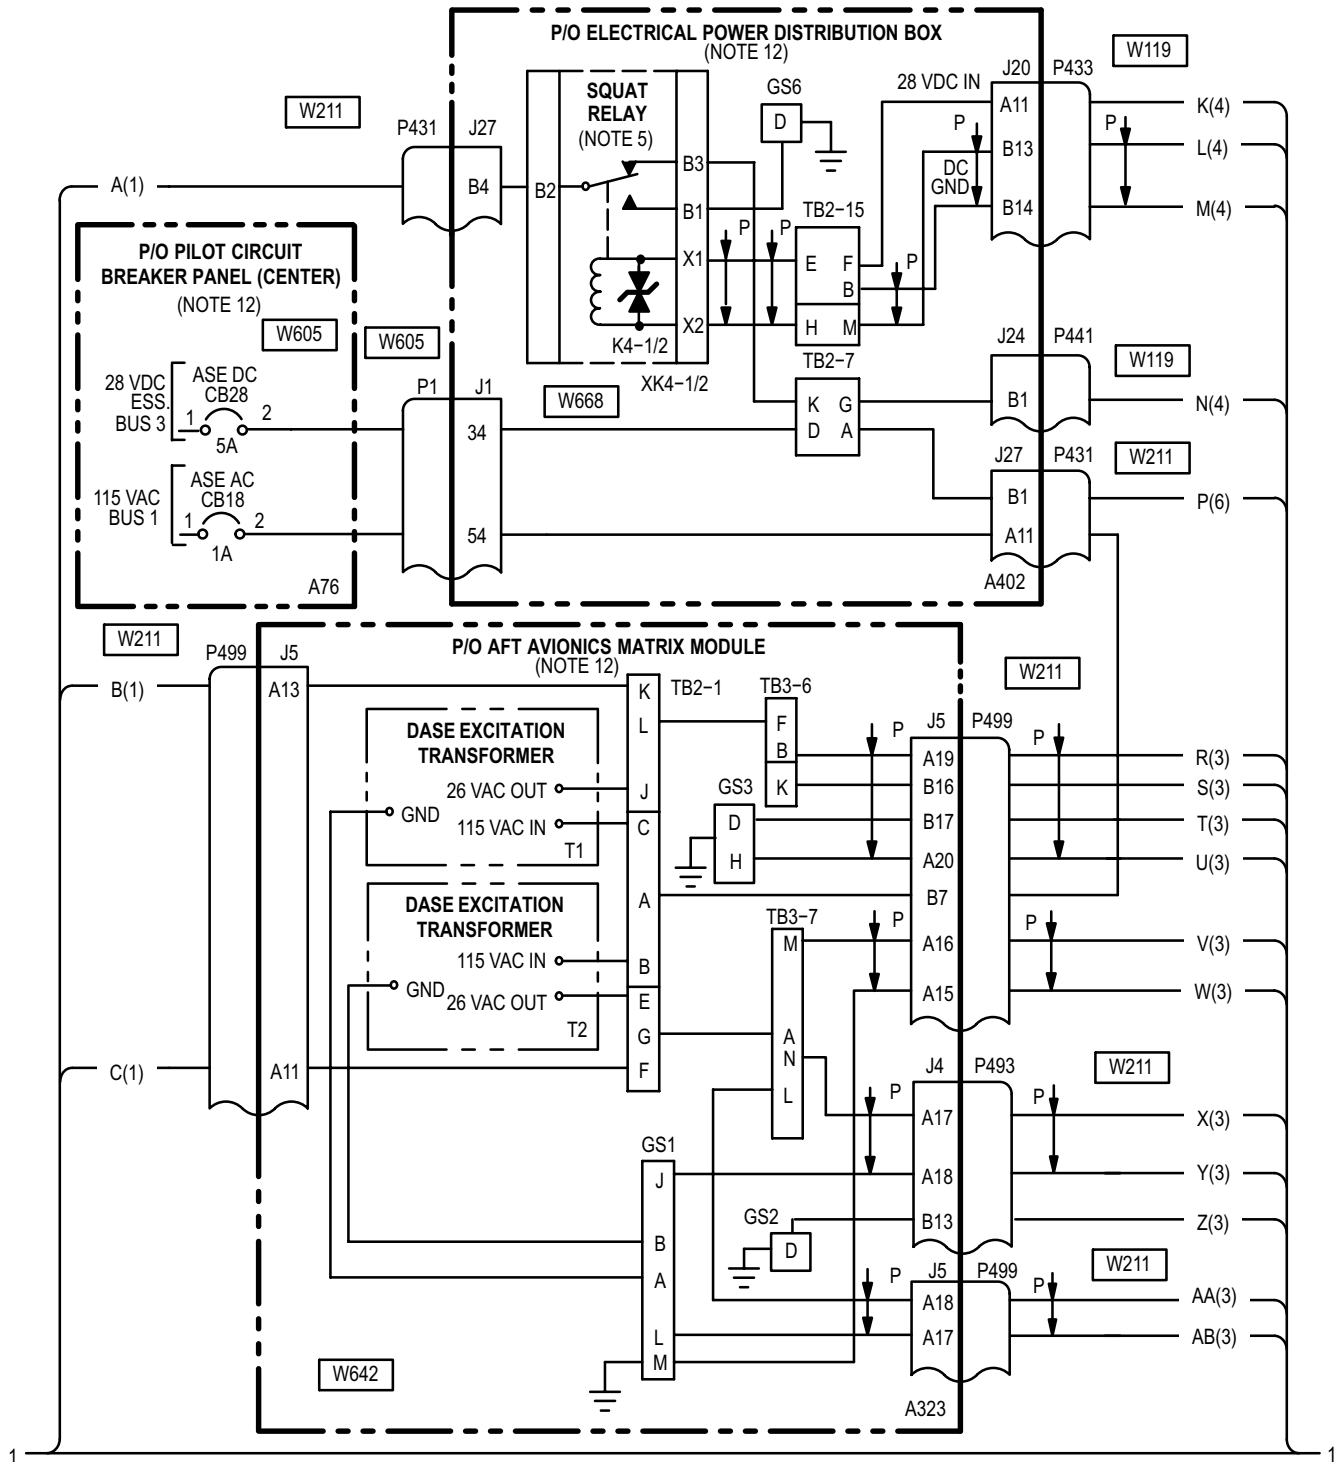 P/O ELECTRICAL POWER DISTRIBUTION BOX
(NOTE 12)
W119
W211
SQUAT
RELAY
(NOTE 5)
GS6
D
28 VDC IN
J20
P433
A11
K(4)
P431
J27
B3
P
B13
P
L(4)
DC
GND
A(1)
B4
B2
B1
TB2-15
B14
M(4)
P/O PILOT CIRCUIT
BREAKER PANEL (CENTER)
(NOTE 12)
X1
P
P
E
F
P
B
W605
W605
K4-1/2
X2
H
M
XK4-1/2
TB2-7
J24
P441
W119
28 VDC
ESS.
BUS 3
ASE DC
CB28
1
2
5A
P1
J1
W668
K
G
B1
N(4)
34
D
A
J27
P431
W211
115 VAC
BUS 1
ASE AC
CB18
1
2
1A
B1
P(6)
54
A11
A76
A402
W211
P/O AFT AVIONICS MATRIX MODULE
(NOTE 12)
P499
J5
W211
B(1)
A13
K
TB2-1
TB3-6
DASE EXCITATION
TRANSFORMER
L
F
P
J5
P499
P
B
A19
R(3)
26 VAC OUT
J
GS3
K
B16
S(3)
GND
115 VAC IN
C
D
B17
T(3)
T1
H
A20
U(3)
DASE EXCITATION
TRANSFORMER
A
B7
TB3-7
P
P
M
A16
V(3)
115 VAC IN
B
GND
26 VAC OUT
E
A15
W(3)
T2
G
A
N
C(1)
A11
F
J4
P493
W211
L
P
A17
P
X(3)
GS1
J
A18
Y(3)
GS2
B13
Z(3)
B
D
W211
A
P
J5
P499
P
A18
AA(3)
L
A17
AB(3)
M
W642
A323
1
1